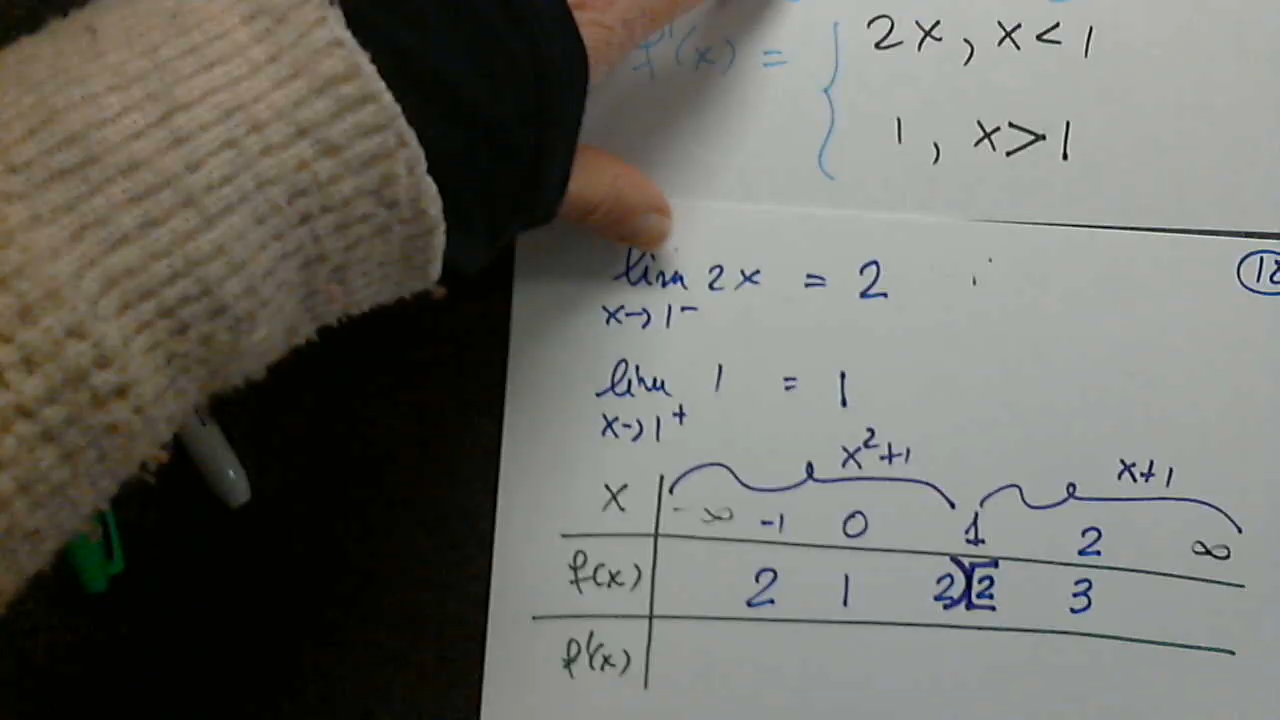 f'(x) = { 2x, x<1
1, x>1
lim 2x = 2
x→1⁻
18
lim 1 = 1
x→1⁺
x²+1 x+1
x -∞ -1 0 1 2 ∞
f(x) 2 1 2)[2 3
f'(x)